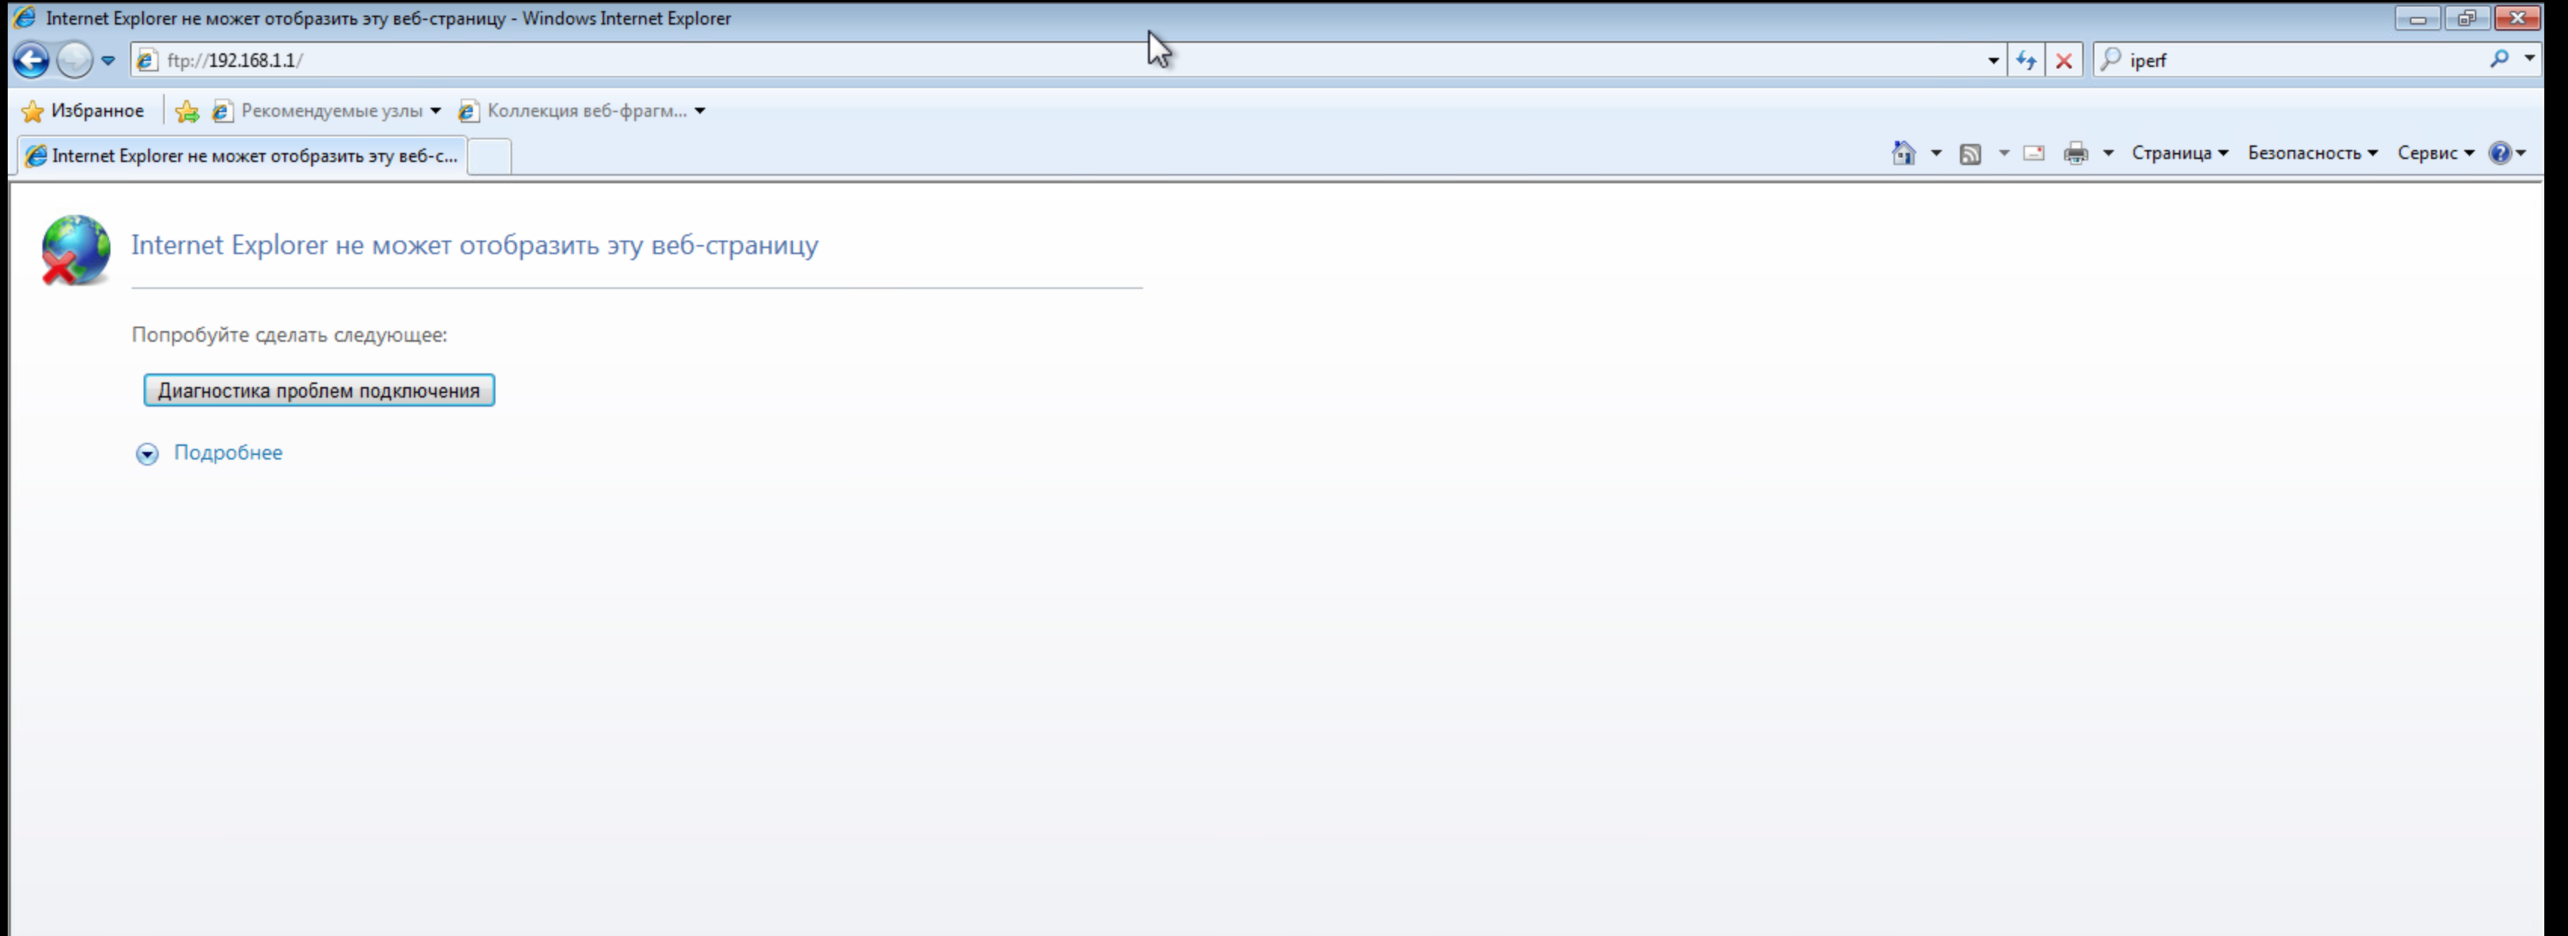 Internet Explorer не может отобразить эту веб-страницу - Windows Internet Explorer
ftp://192.168.1.1/
iperf
Избранное
Рекомендуемые узлы
Коллекция веб-фрагм...
Internet Explorer не может отобразить эту веб-с...
Страница
Безопасность
Сервис
Internet Explorer не может отобразить эту веб-страницу
Попробуйте сделать следующее:
Диагностика проблем подключения
Подробнее